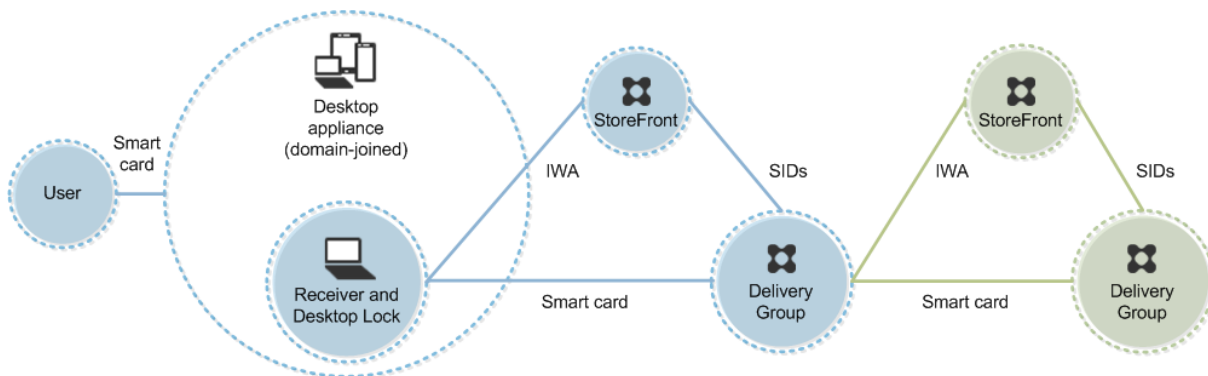 User
Smart
card
Desktop
appliance
(domain-joined)
Receiver and
Desktop Lock
IWA
StoreFront
SIDs
Smart card
Delivery
Group
IWA
StoreFront
SIDs
Smart card
Delivery
Group